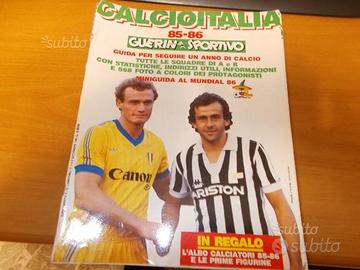 CALCIOITALIA
85-86
GUERIN SPORTIVO
GUIDA PER SEGUIRE UN ANNO DI CALCIO
TUTTE LE SQUADRE DI A e B
CON STATISTICHE, INDIRIZZI UTILI, INFORMAZIONI
E 568 FOTO A COLORI DEI PROTAGONISTI
MINIGUIDA AL MUNDIAL 86
Canon
ARISTON
IN REGALO
L'ALBO CALCIATORI 85-86
E LE PRIME FIGURINE
subito
subito
subito
subito